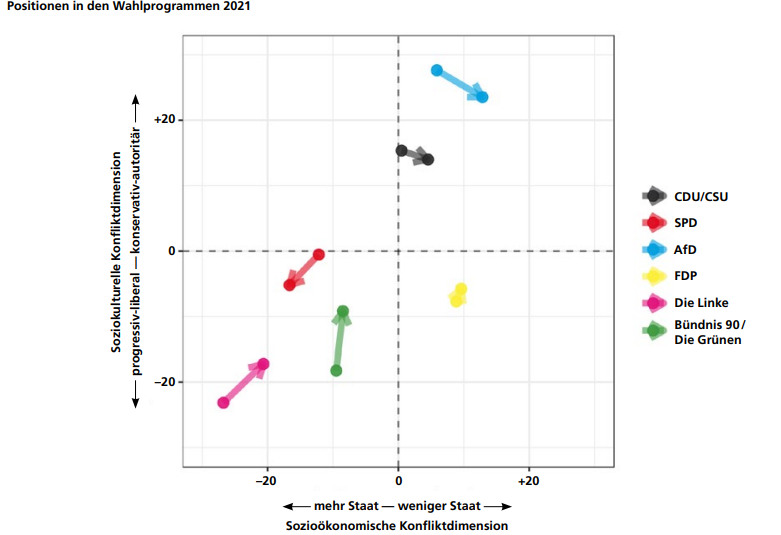 Positionen in den Wahlprogrammen 2021
Soziokulturelle Konfliktdimension
progressiv-liberal — konservativ-autoritär
+20
0
−20
−20
0
+20
mehr Staat — weniger Staat
Sozioökonomische Konfliktdimension
CDU/CSU
SPD
AfD
FDP
Die Linke
Bündnis 90/
Die Grünen